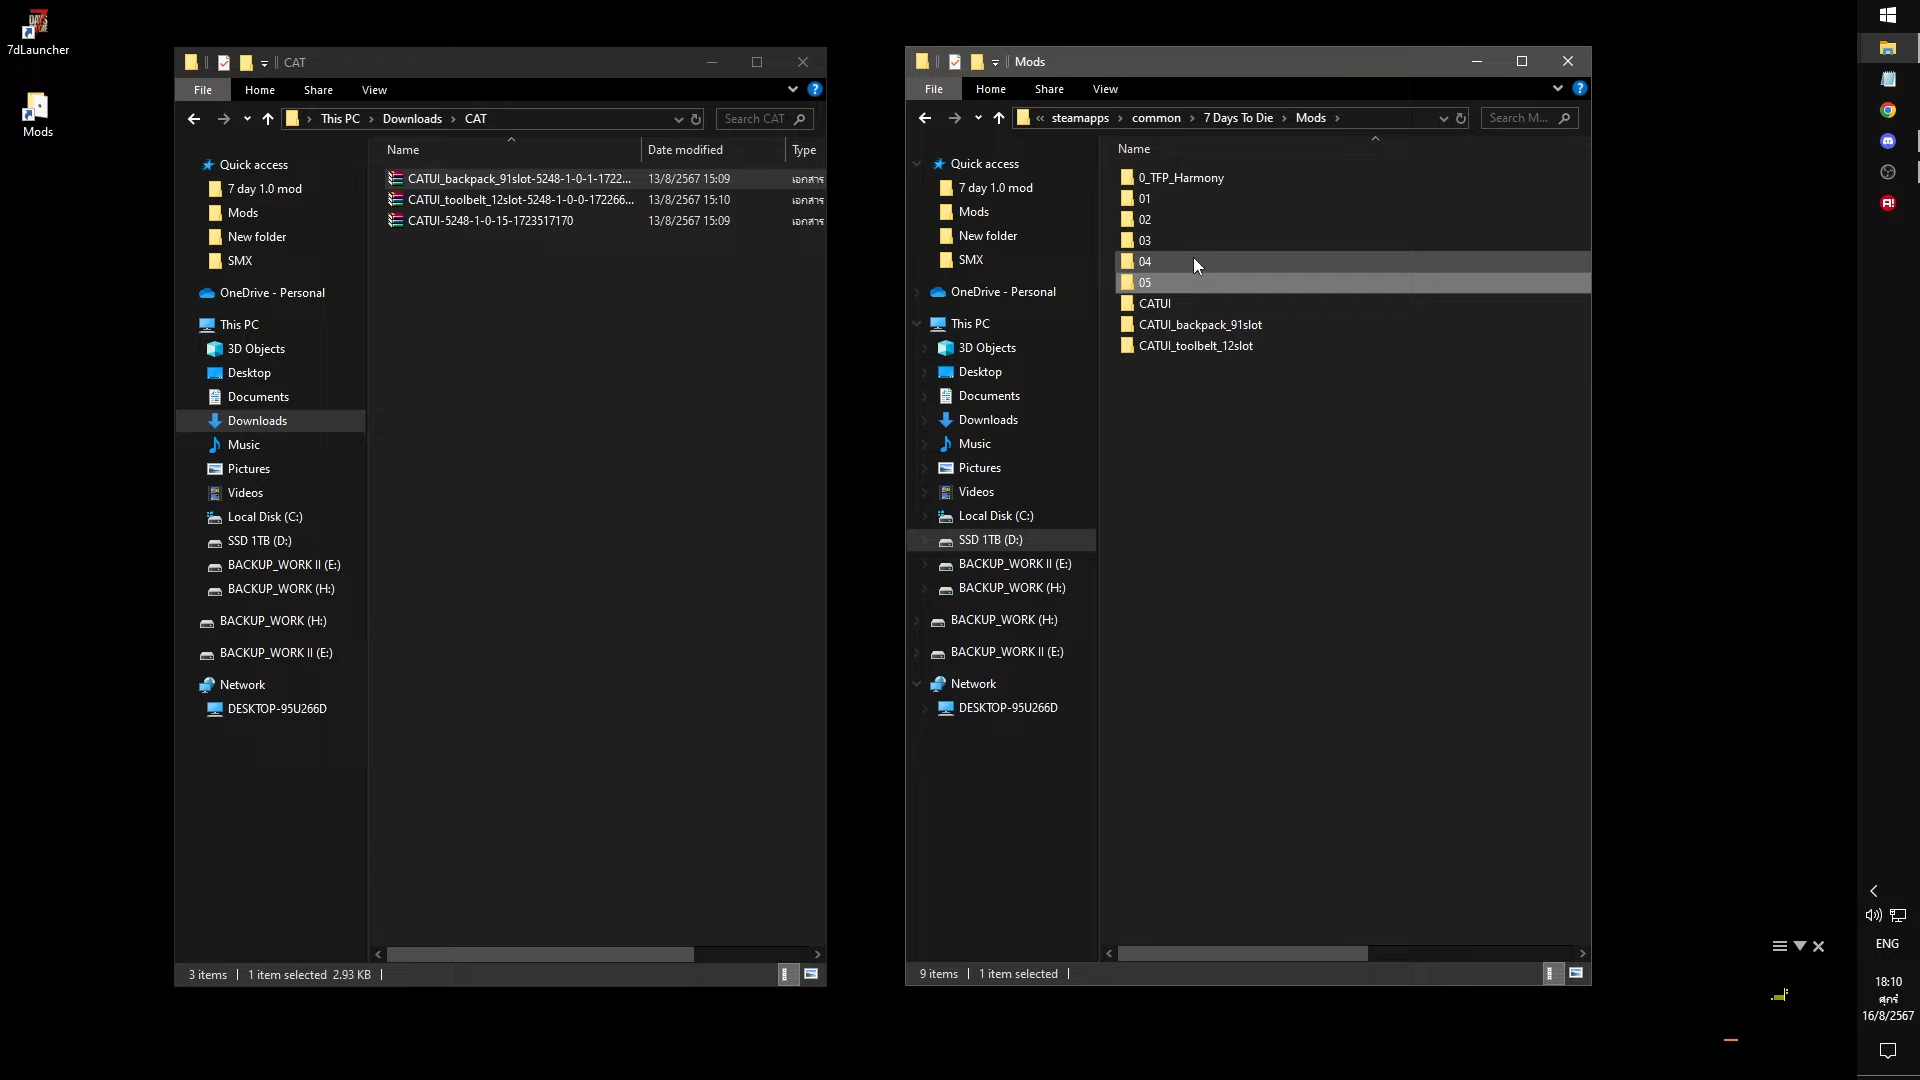 7dLauncher
Mods
CAT
File Home Share View
This PC Downloads CAT
Search CAT
Name Date modified Type
CATUI_backpack_91slot-5248-1-0-1-1722... 13/8/2567 15:09 เอกสาร
CATUI_toolbelt_12slot-5248-1-0-0-172266... 13/8/2567 15:10 เอกสาร
CATUI-5248-1-0-15-1723517170 13/8/2567 15:09 เอกสาร
Quick access
7 day 1.0 mod
Mods
New folder
SMX
OneDrive - Personal
This PC
3D Objects
Desktop
Documents
Downloads
Music
Pictures
Videos
Local Disk (C:)
SSD 1TB (D:)
BACKUP_WORK II (E:)
BACKUP_WORK (H:)
BACKUP_WORK (H:)
BACKUP_WORK II (E:)
Network
DESKTOP-95U266D
3 items 1 item selected 2.93 KB
Mods
File Home Share View
« steamapps common 7 Days To Die Mods
Search M...
Name
0_TFP_Harmony
01
02
03
04
05
CATUI
CATUI_backpack_91slot
CATUI_toolbelt_12slot
Quick access
7 day 1.0 mod
Mods
New folder
SMX
OneDrive - Personal
This PC
3D Objects
Desktop
Documents
Downloads
Music
Pictures
Videos
Local Disk (C:)
SSD 1TB (D:)
BACKUP_WORK II (E:)
BACKUP_WORK (H:)
BACKUP_WORK (H:)
BACKUP_WORK II (E:)
Network
DESKTOP-95U266D
9 items 1 item selected
ENG
18:10
ศุกร์
16/8/2567